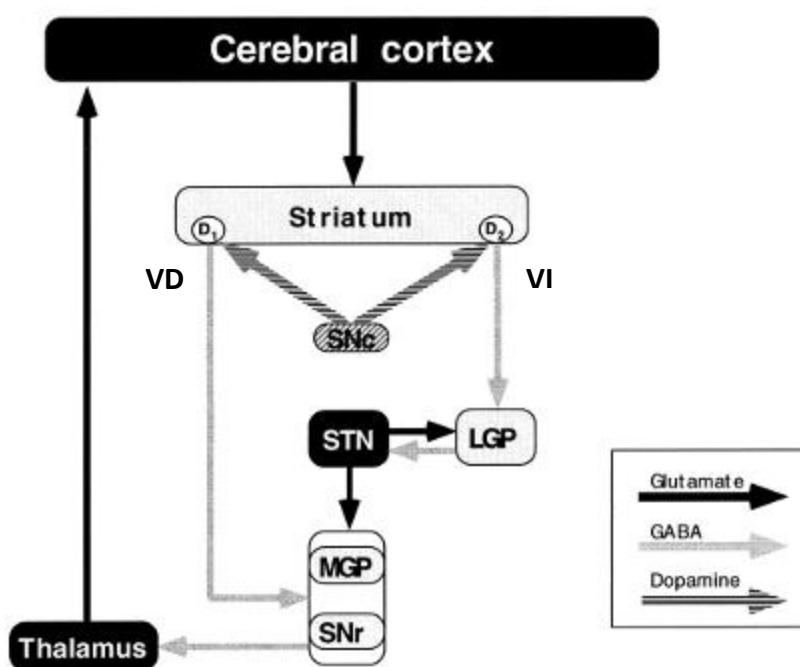 Cerebral cortex
Striatum
D1
D2
VD
VI
SNc
STN
LGP
MGP
SNr
Thalamus
Glutamate
GABA
Dopamine